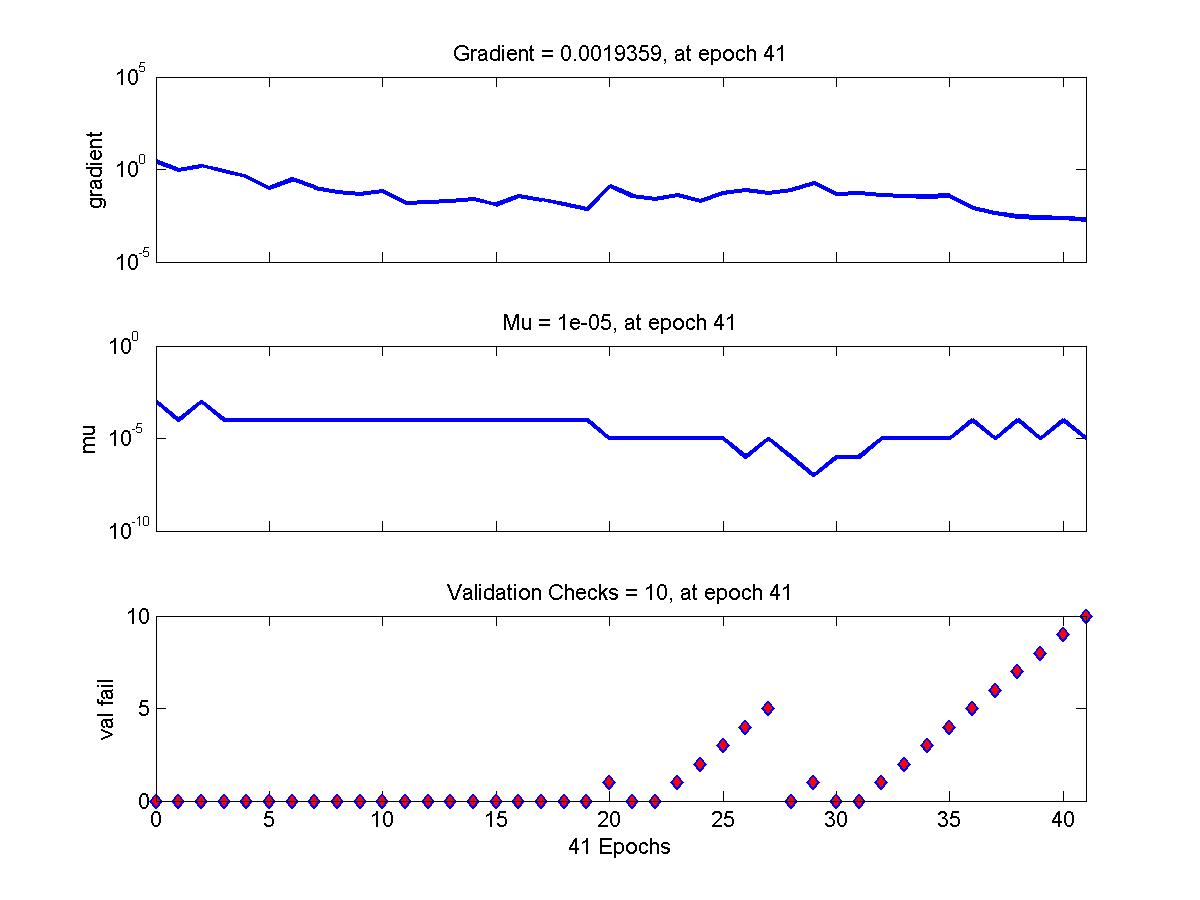 Gradient = 0.0019359, at epoch 41
10^5
10^0
10^-5
gradient
Mu = 1e-05, at epoch 41
10^0
10^-5
10^-10
mu
Validation Checks = 10, at epoch 41
10
5
0
val fail
0 5 10 15 20 25 30 35 40
41 Epochs